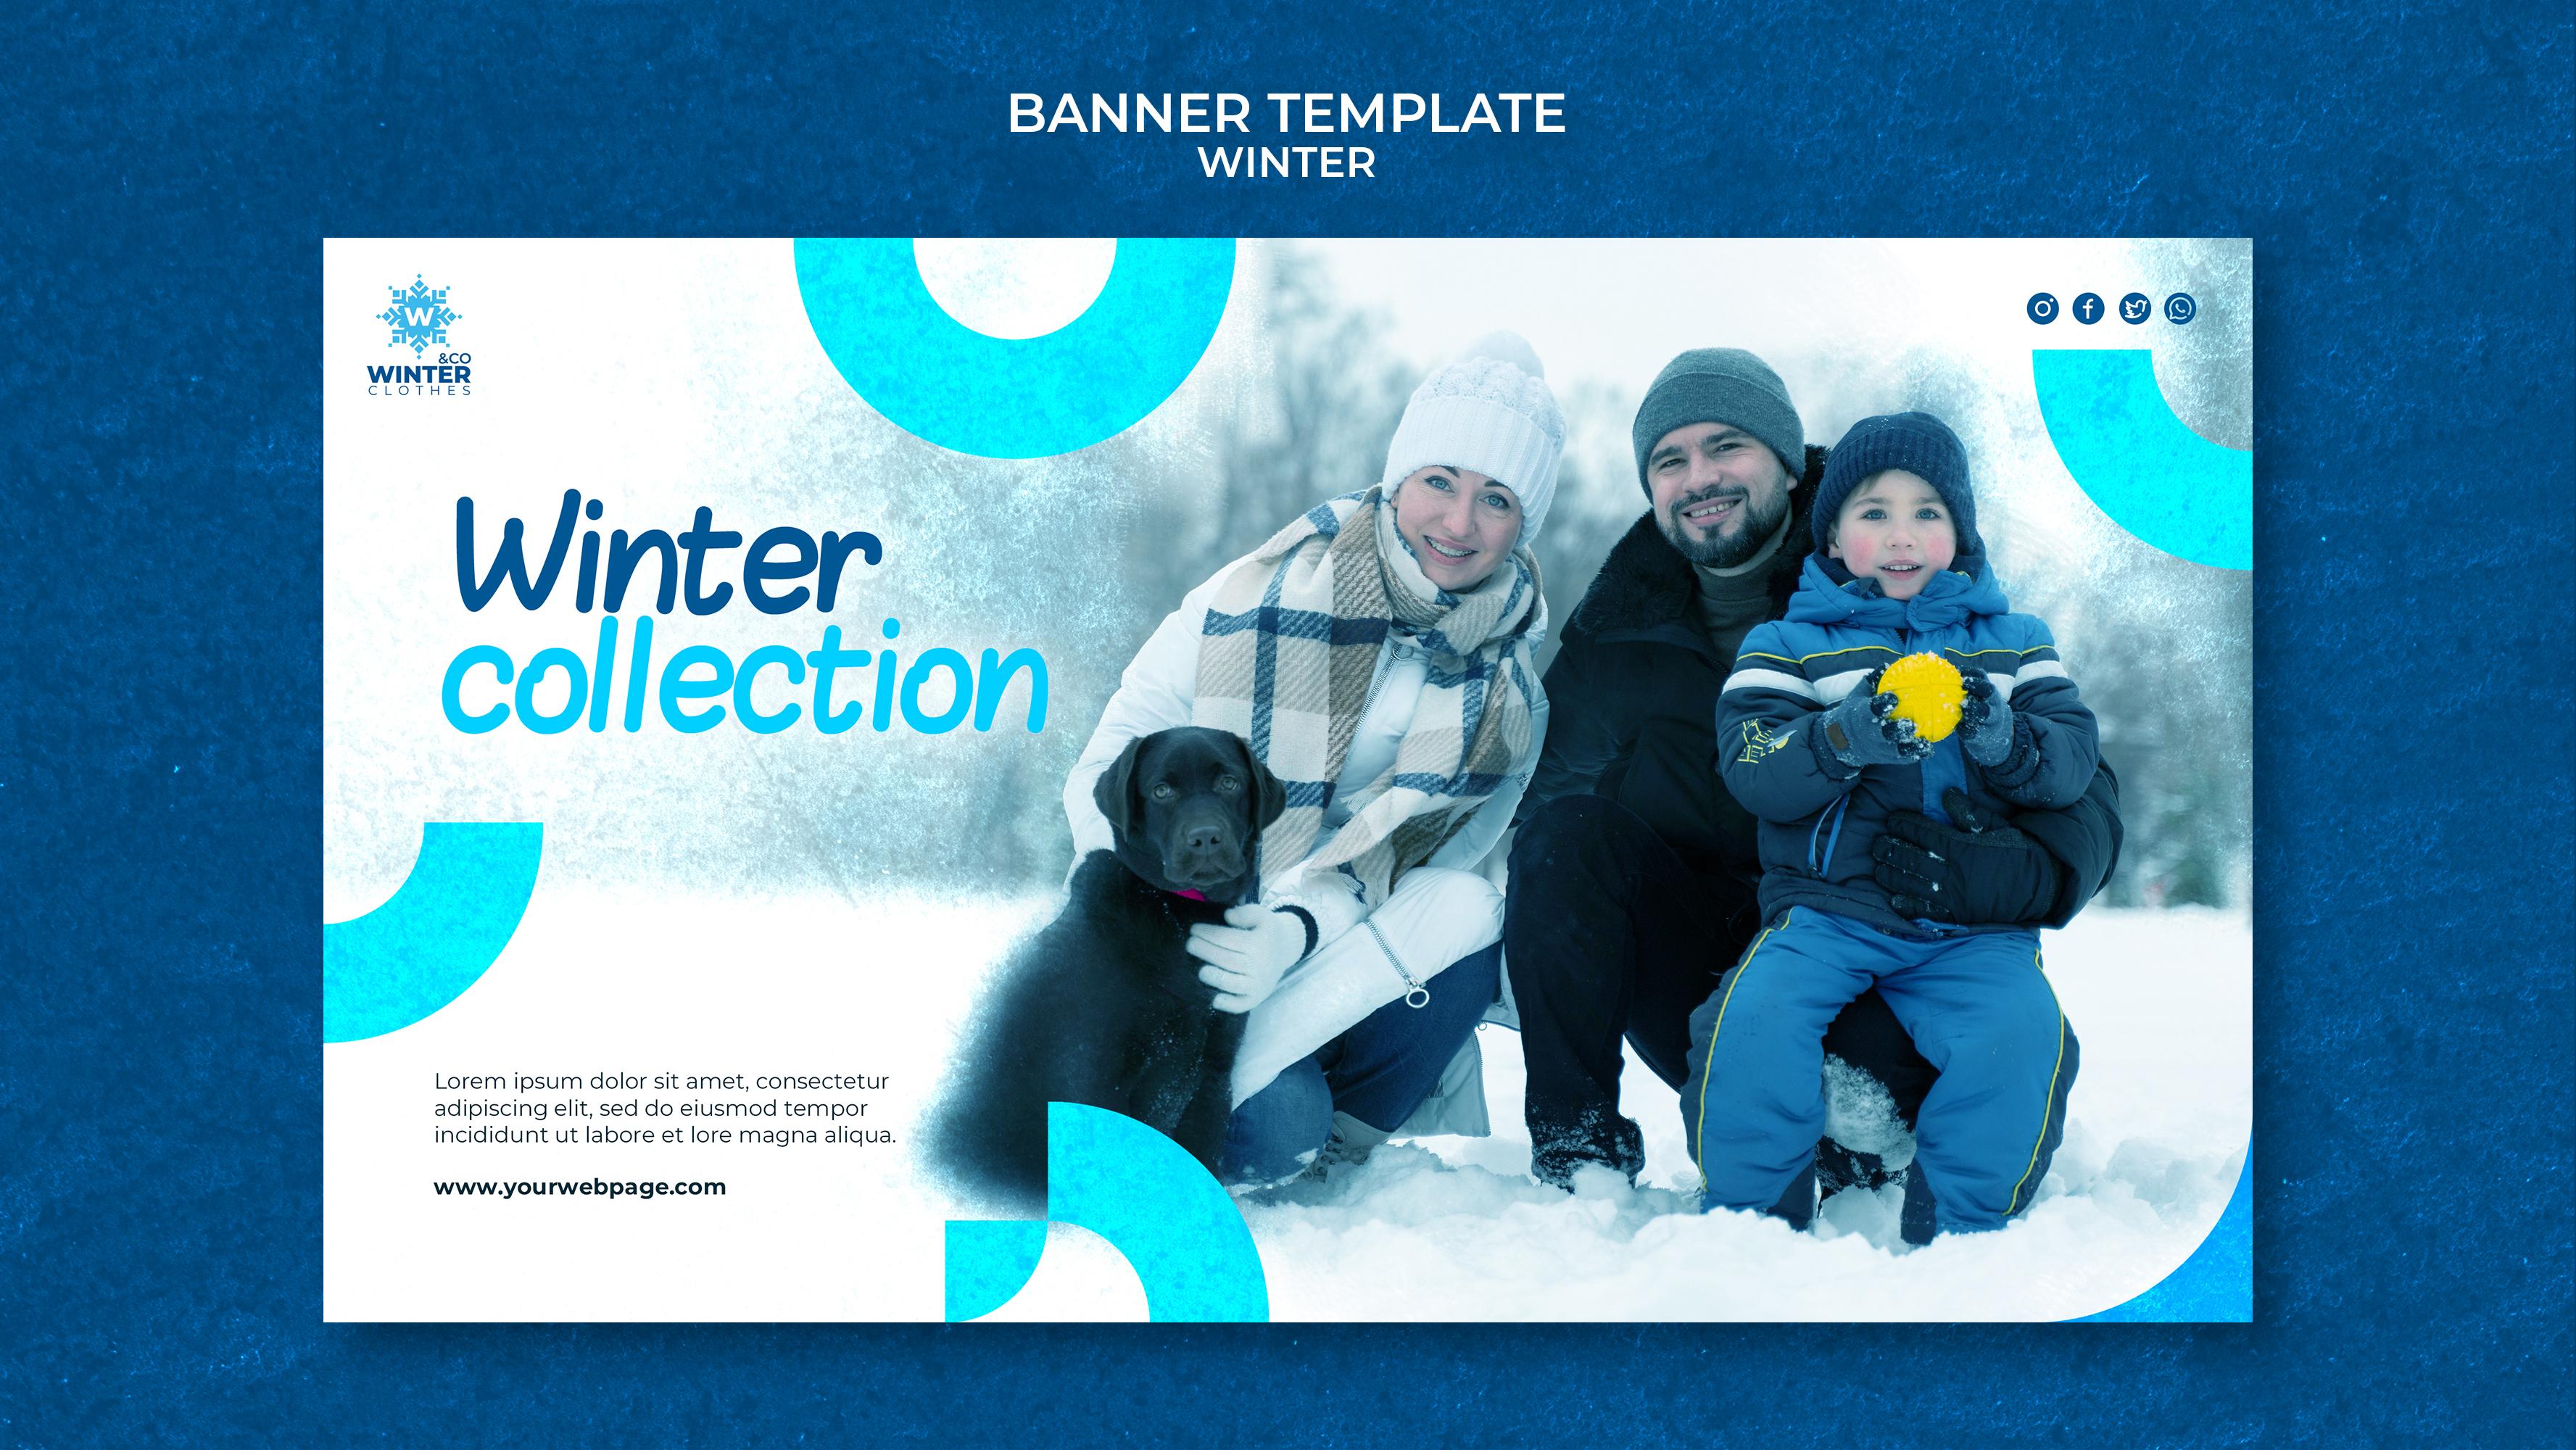 BANNER TEMPLATE
WINTER
W
&CO
WINTER
CLOTHES
Winter
collection
Lorem ipsum dolor sit amet, consectetur
adipiscing elit, sed do eiusmod tempor
incididunt ut labore et lore magna aliqua.
www.yourwebpage.com